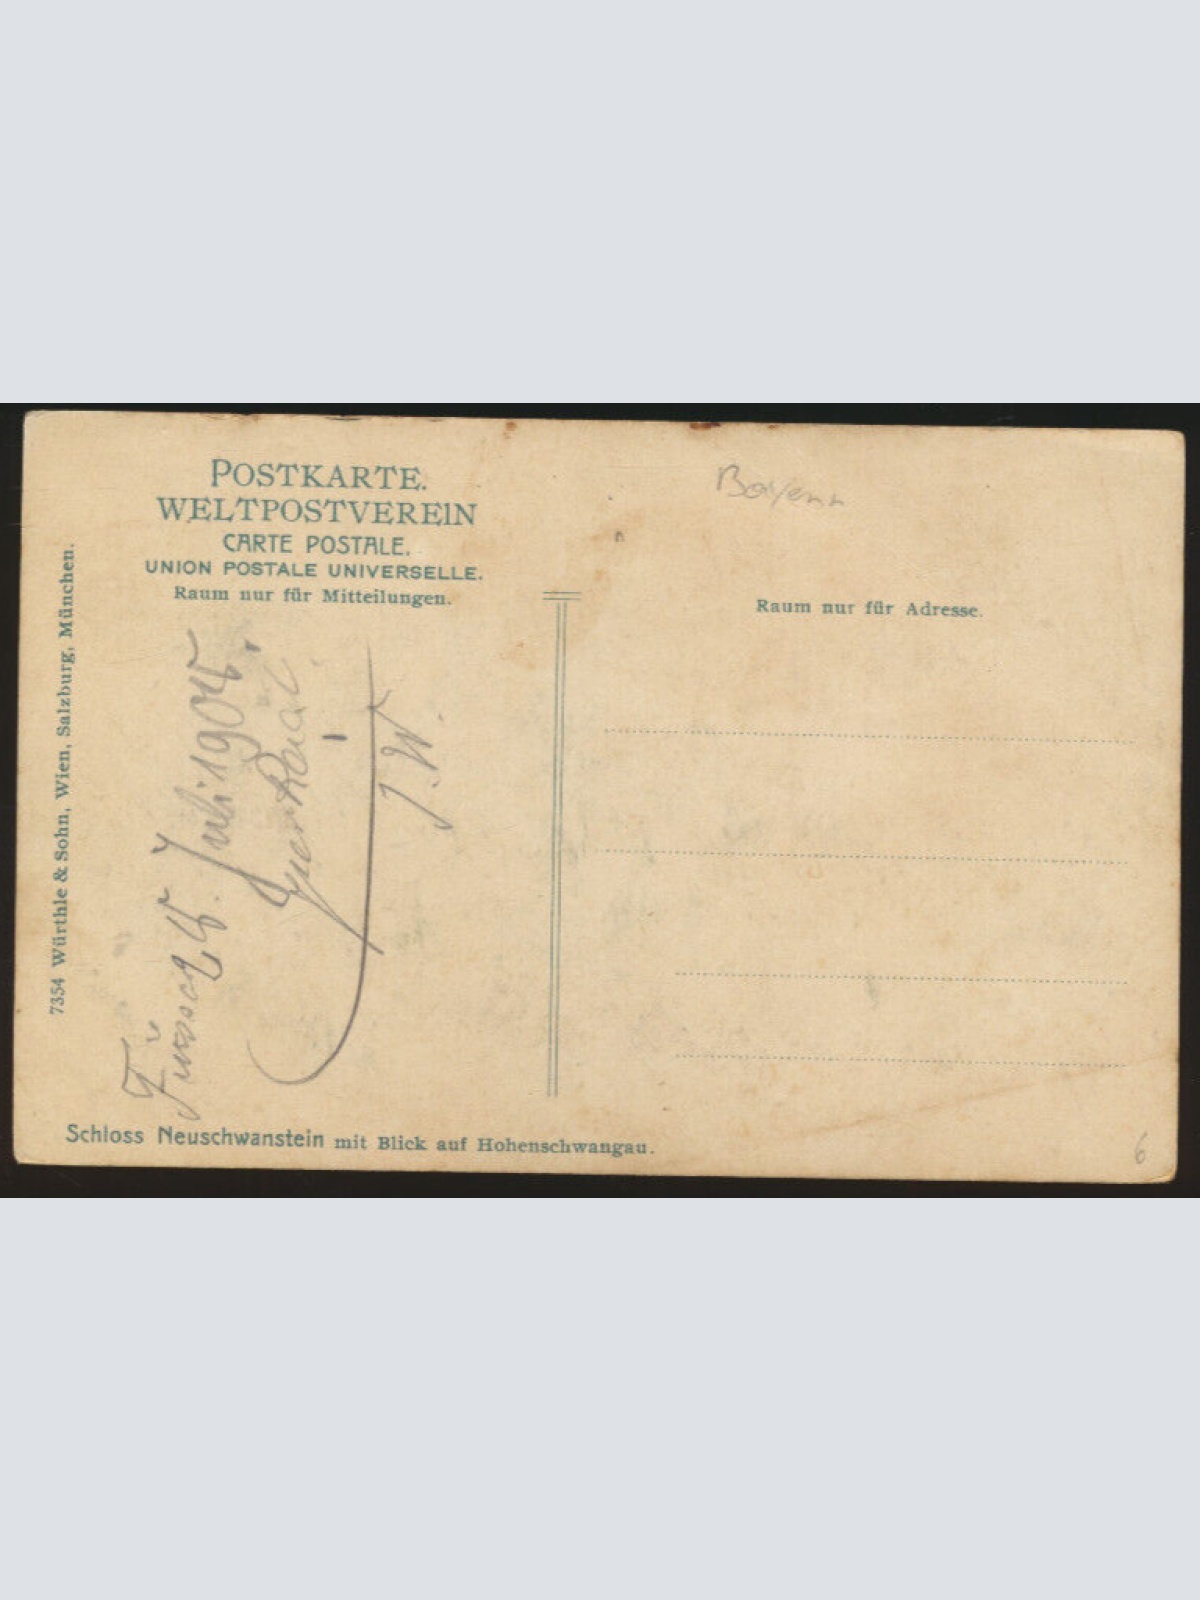 POSTKARTE.
WELTPOSTVEREIN
CARTE POSTALE.
UNION POSTALE UNIVERSELLE.
Raum nur für Mitteilungen.
Bayern
Raum nur für Adresse.
7354 Würthle & Sohn, Wien, Salzburg, München.
Juli 1905.
J. W.
Schloss Neuschwanstein mit Blick auf Hohenschwangau.
6